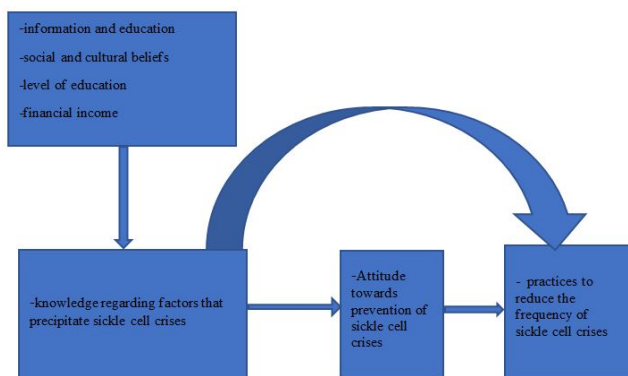 -information and education
-social and cultural beliefs
-level of education
-financial income
-knowledge regarding factors that
precipitate sickle cell crises
-Attitude
towards
prevention of
sickle cell
crises
- practices to
reduce the
frequency of
sickle cell crises